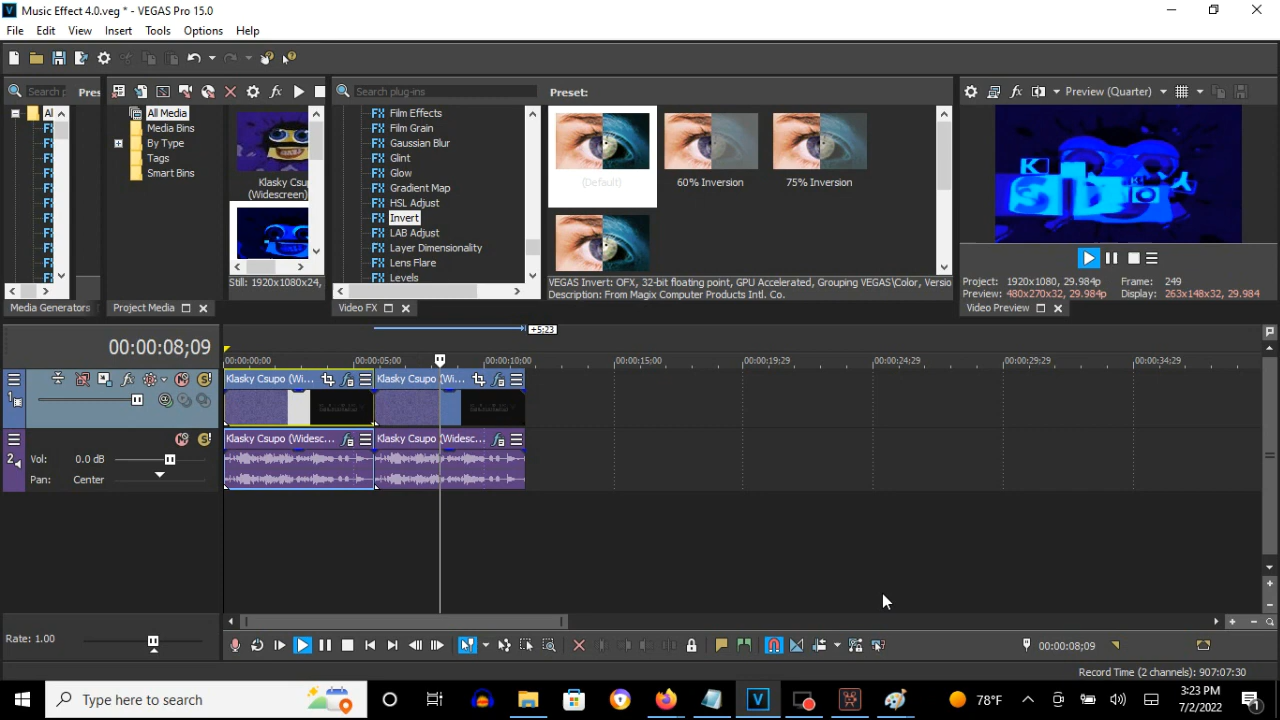 Music Effect 4.0.veg * - VEGAS Pro 15.0
File Edit View Insert Tools Options Help
Search p
Prese
Search plug-ins
Preset:
Preview (Quarter)
Al
All Media
Media Bins
By Type
Tags
Smart Bins
Klasky Csu
(Widescreen)
Still: 1920x1080x24,
Film Effects
Film Grain
Gaussian Blur
Glint
Glow
Gradient Map
HSL Adjust
Invert
LAB Adjust
Layer Dimensionality
Lens Flare
Levels
(Default)
60% Inversion
75% Inversion
VEGAS Invert: OFX, 32-bit floating point, GPU Accelerated, Grouping VEGAS\Color, Versio
Description: From Magix Computer Products Intl. Co.
Project: 1920x1080, 29.984p
Frame: 249
Preview: 480x270x32, 29.984p
Display: 263x148x32, 29.984
Media Generators
Project Media
Video FX
Video Preview
+5;23
00:00:08;09
00:00:00;00
00:00:05;00
00:00:10;00
00:00:15;00
00:00:19;29
00:00:24;29
00:00:29;29
00:00:34;29
1
Klasky Csupo (Wi...
Klasky Csupo (Wi...
2
Klasky Csupo (Widesc...
Klasky Csupo (Widesc...
Vol: 0.0 dB
Pan: Center
Rate: 1.00
00:00:08;09
Record Time (2 channels): 907:07:30
Type here to search
78°F
3:23 PM
7/2/2022
1